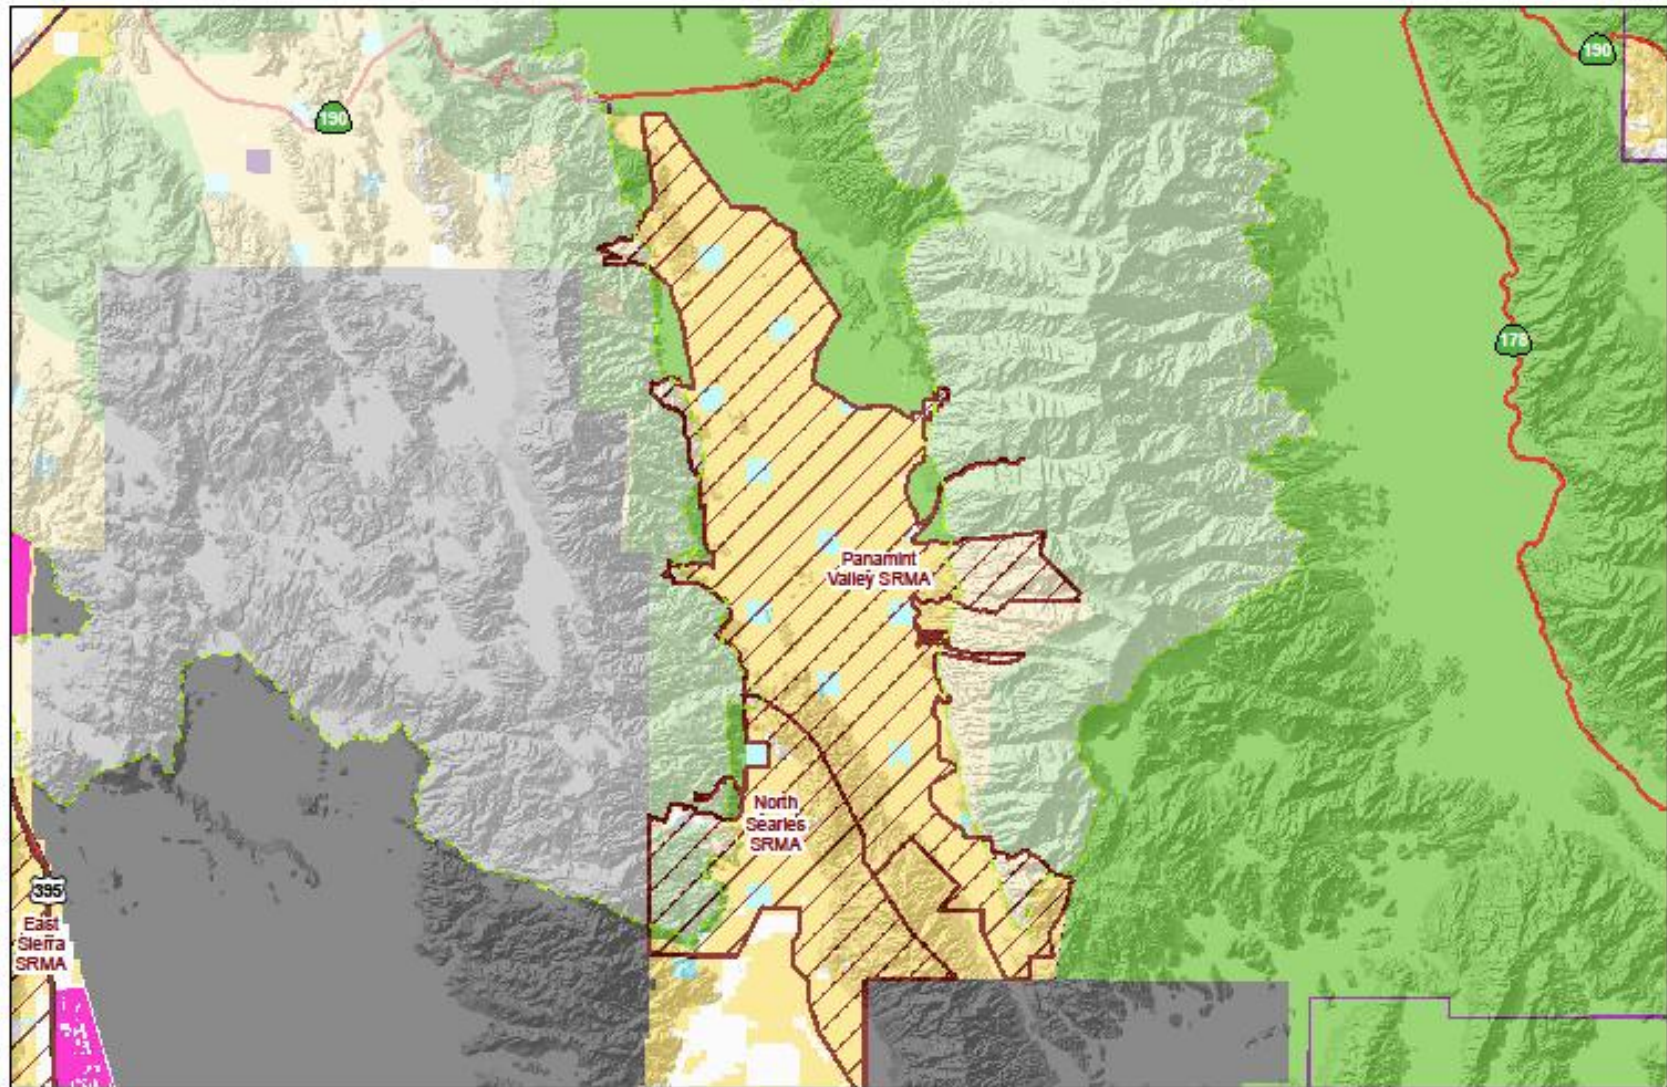 190
190
178
Panamint
Valley SRMA
North
Searles
SRMA
395
East
Sierra
SRMA